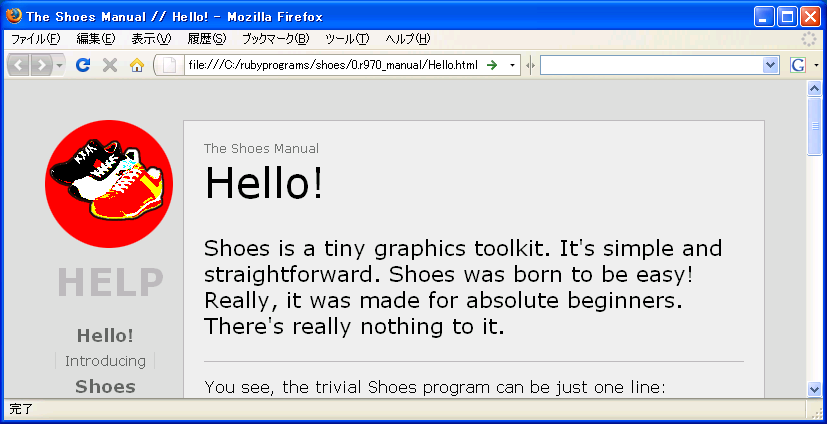 The Shoes Manual // Hello! - Mozilla Firefox
ファイル(F) 編集(E) 表示(V) 履歴(S) ブックマーク(B) ツール(T) ヘルプ(H)
file:///C:/rubyprograms/shoes/0.r970_manual/Hello.html
G
The Shoes Manual
Hello!
Shoes is a tiny graphics toolkit. It's simple and
straightforward. Shoes was born to be easy!
Really, it was made for absolute beginners.
There's really nothing to it.
You see, the trivial Shoes program can be just one line:
HELP
Hello!
Introducing
Shoes
完了